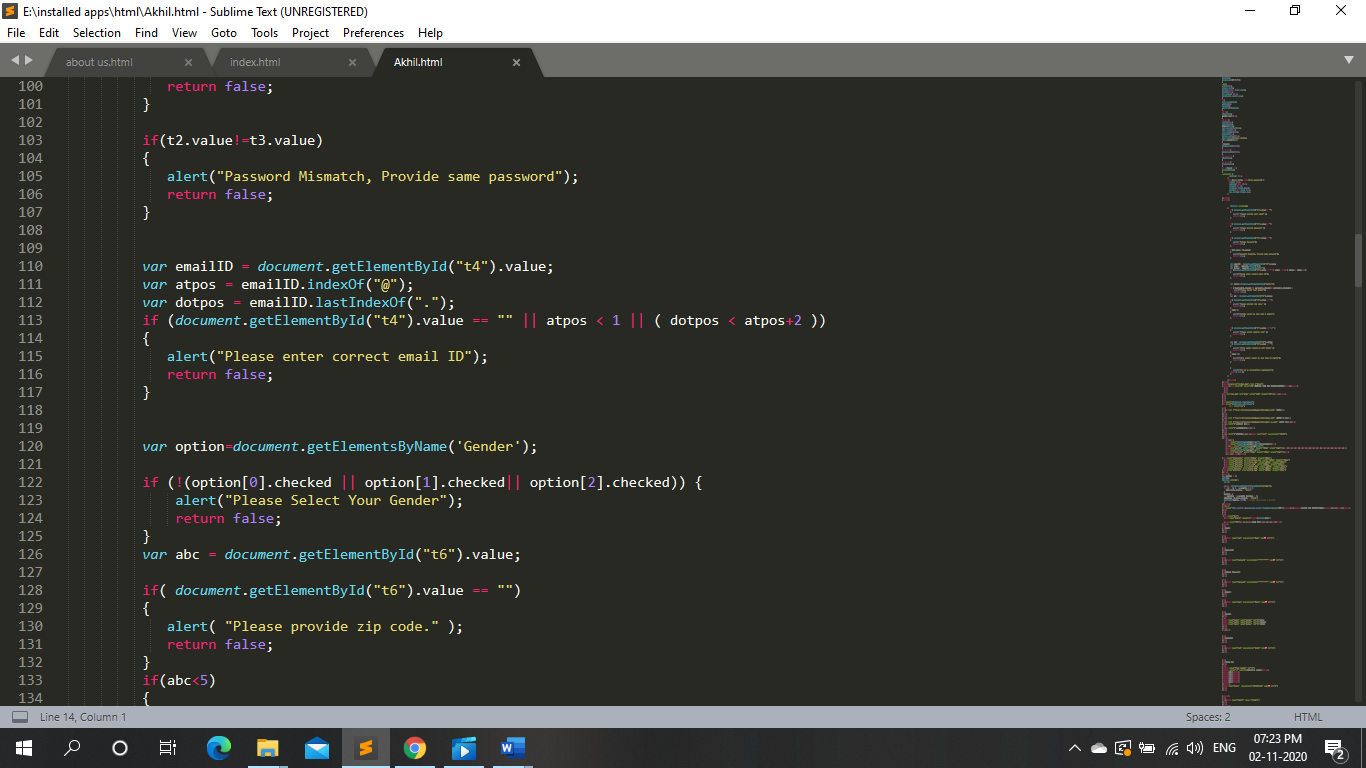 E:\installed apps\html\Akhil.html - Sublime Text (UNREGISTERED)
File Edit Selection Find View Goto Tools Project Preferences Help
about us.html × index.html × Akhil.html ×
100 return false;
101 }
102
103 if(t2.value!=t3.value)
104 {
105 alert("Password Mismatch, Provide same password");
106 return false;
107 }
108
109
110 var emailID = document.getElementById("t4").value;
111 var atpos = emailID.indexOf("@");
112 var dotpos = emailID.lastIndexOf(".");
113 if (document.getElementById("t4").value == "" || atpos < 1 || ( dotpos < atpos+2 ))
114 {
115 alert("Please enter correct email ID");
116 return false;
117 }
118
119
120 var option=document.getElementsByName('Gender');
121
122 if (!(option[0].checked || option[1].checked|| option[2].checked)) {
123 alert("Please Select Your Gender");
124 return false;
125 }
126 var abc = document.getElementById("t6").value;
127
128 if( document.getElementById("t6").value == "")
129 {
130 alert( "Please provide zip code." );
131 return false;
132 }
133 if(abc<5)
134 {
Line 14, Column 1 Spaces: 2 HTML
ENG 07:23 PM 2
02-11-2020